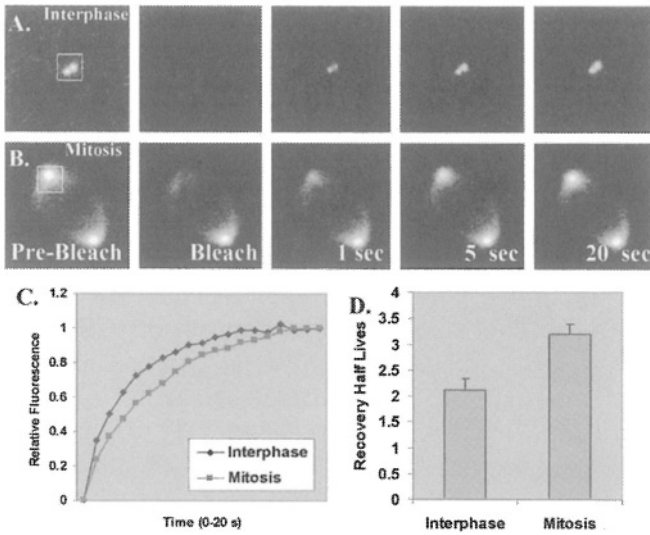 A.
Interphase
B.
Mitosis
Pre-Bleach
Bleach
1 sec
5 sec
20 sec
C.
Relative Fluorescence
1.2
1
0.8
0.6
0.4
0.2
0
Interphase
Mitosis
Time (0-20 s)
D.
Recovery Half Lives
4
3.5
3
2.5
2
1.5
1
0.5
0
Interphase
Mitosis